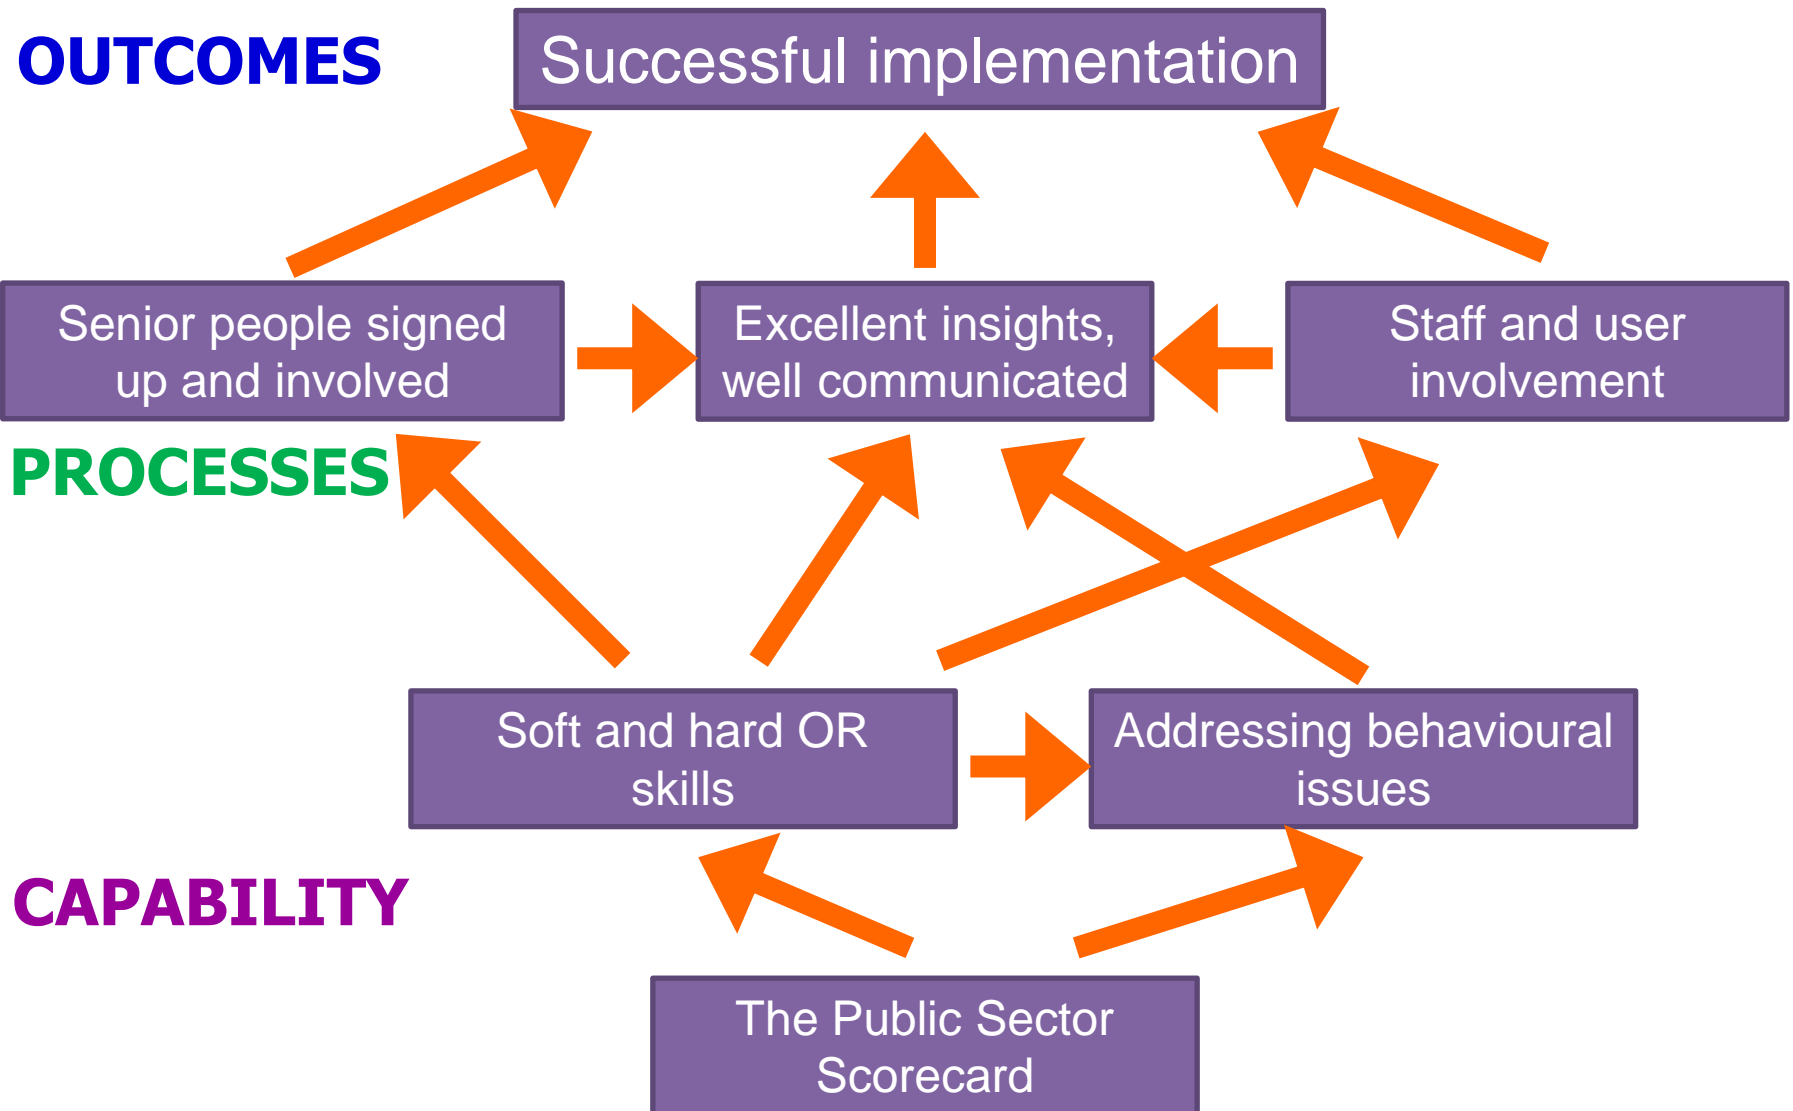 OUTCOMES
Successful implementation
Senior people signed
up and involved
Excellent insights,
well communicated
Staff and user
involvement
PROCESSES
Soft and hard OR
skills
Addressing behavioural
issues
CAPABILITY
The Public Sector
Scorecard